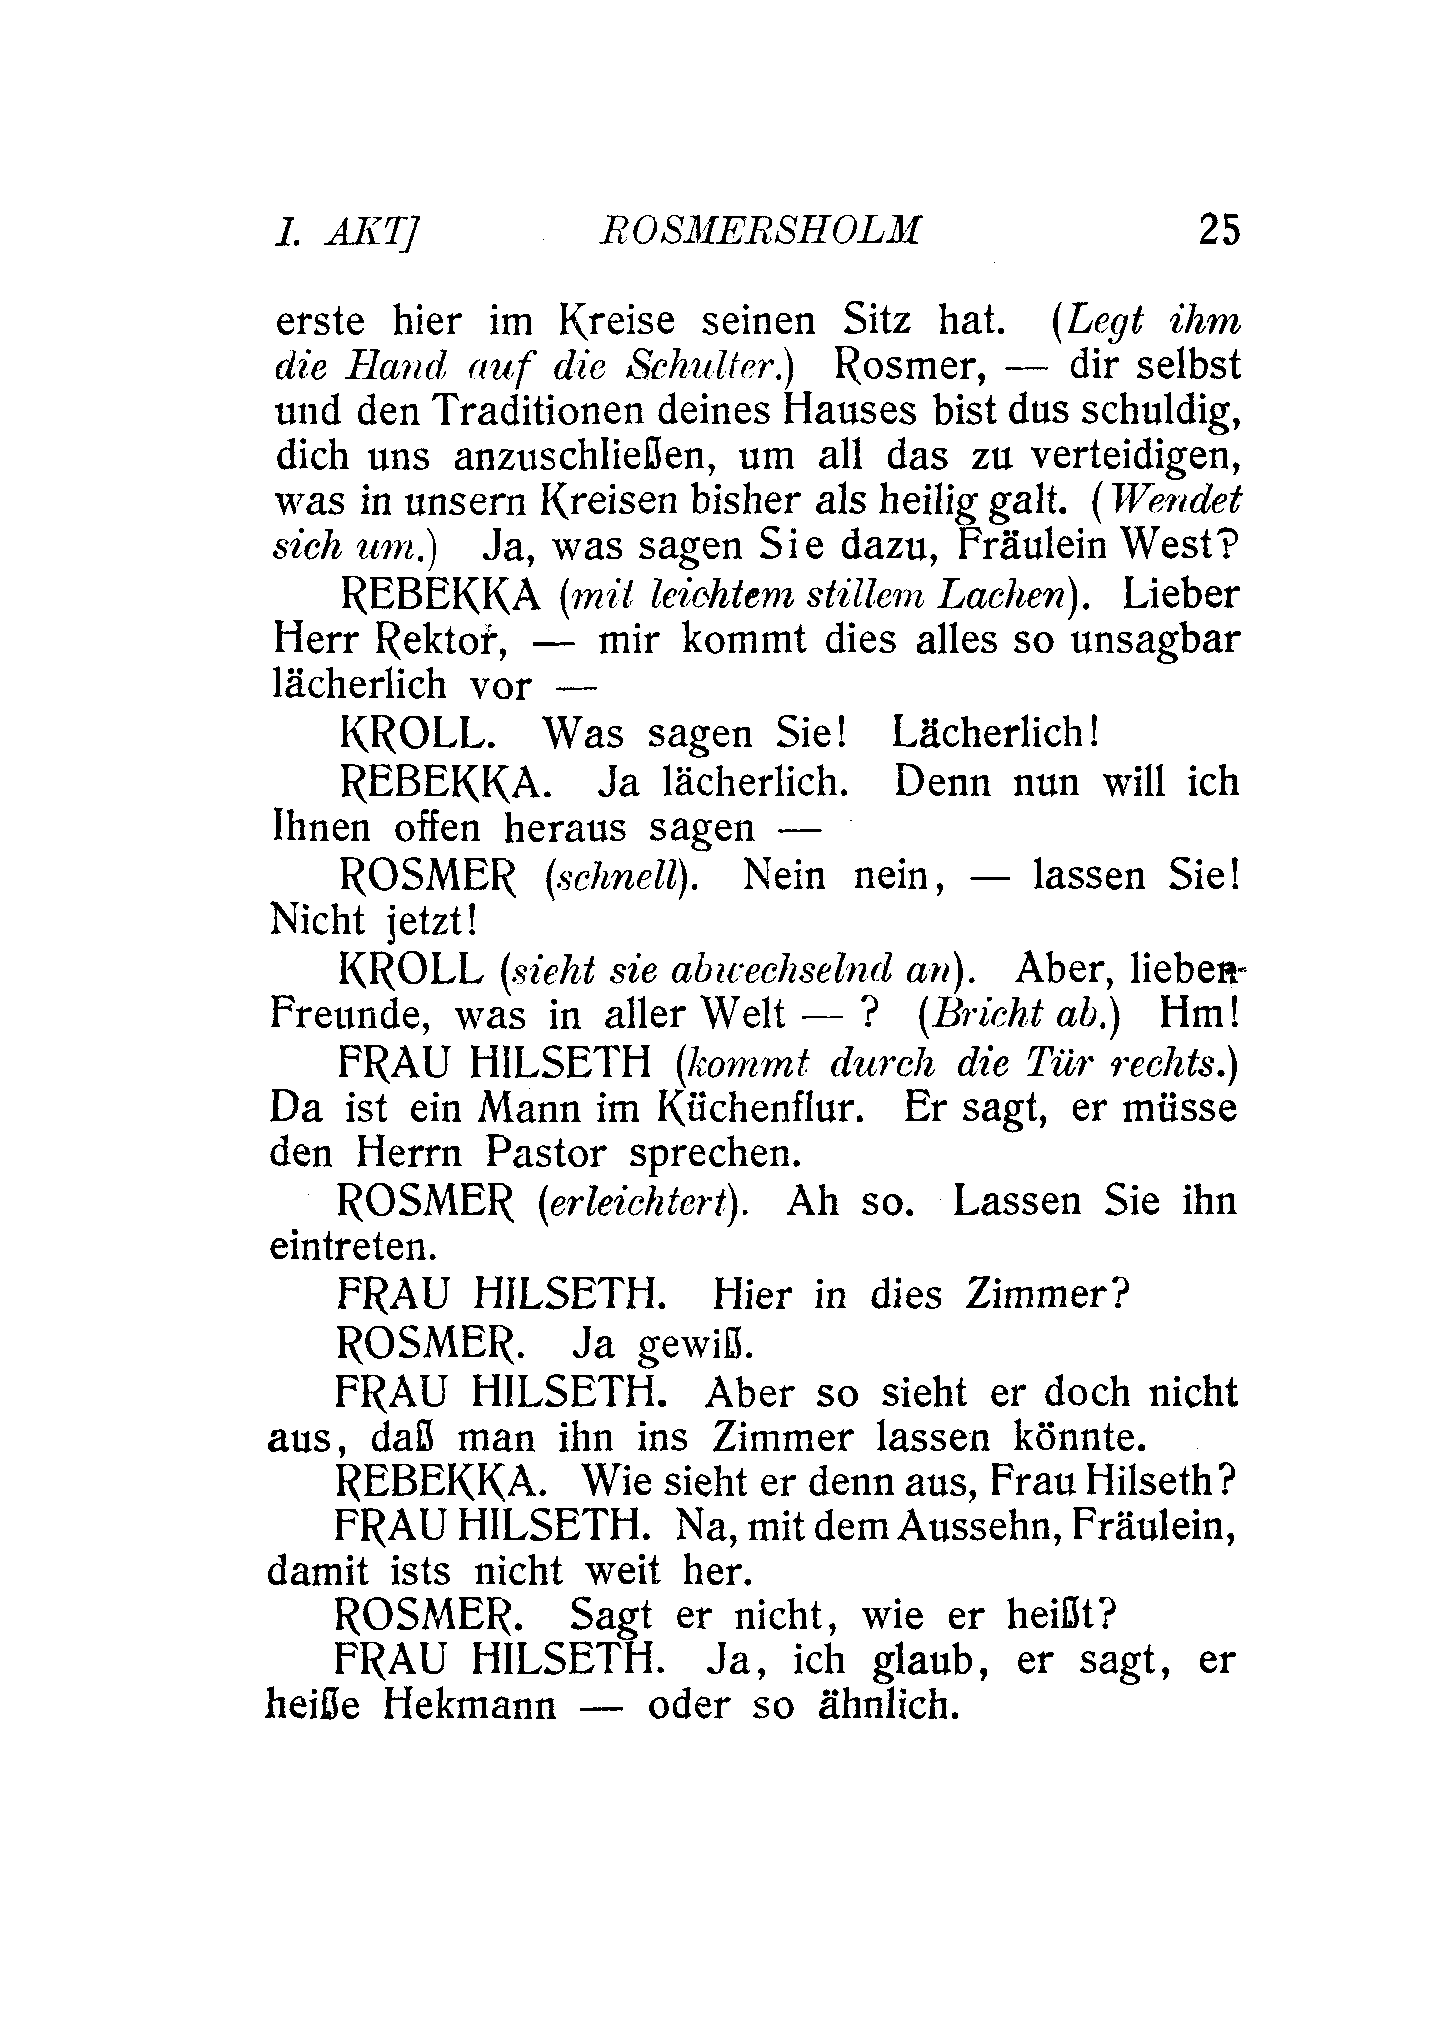 I. AKT] ROSMERSHOLM 25
erste hier im Kreise seinen Sitz hat. (Legt ihm
die Hand auf die Schulter.) Rosmer, — dir selbst
und den Traditionen deines Hauses bist dus schuldig,
dich uns anzuschließen, um all das zu verteidigen,
was in unsern Kreisen bisher als heilig galt. (Wendet
sich um.) Ja, was sagen Sie dazu, Fräulein West?
REBEKKA (mit leichtem stillem Lachen). Lieber
Herr Rektor, — mir kommt dies alles so unsagbar
lächerlich vor —
KROLL. Was sagen Sie! Lächerlich!
REBEKKA. Ja lächerlich. Denn nun will ich
Ihnen offen heraus sagen —
ROSMER (schnell). Nein nein, — lassen Sie!
Nicht jetzt!
KROLL (sieht sie abwechselnd an). Aber, lieben
Freunde, was in aller Welt — ? (Bricht ab.) Hm!
FRAU HILSETH (kommt durch die Tür rechts.)
Da ist ein Mann im Küchenflur. Er sagt, er müsse
den Herrn Pastor sprechen.
ROSMER (erleichtert). Ah so. Lassen Sie ihn
eintreten.
FRAU HILSETH. Hier in dies Zimmer?
ROSMER. Ja gewiß.
FRAU HILSETH. Aber so sieht er doch nicht
aus, daß man ihn ins Zimmer lassen könnte.
REBEKKA. Wie sieht er denn aus, Frau Hilseth?
FRAU HILSETH. Na, mit dem Aussehn, Fräulein,
damit ists nicht weit her.
ROSMER. Sagt er nicht, wie er heißt?
FRAU HILSETH. Ja, ich glaub, er sagt, er
heiße Hekmann — oder so ähnlich.